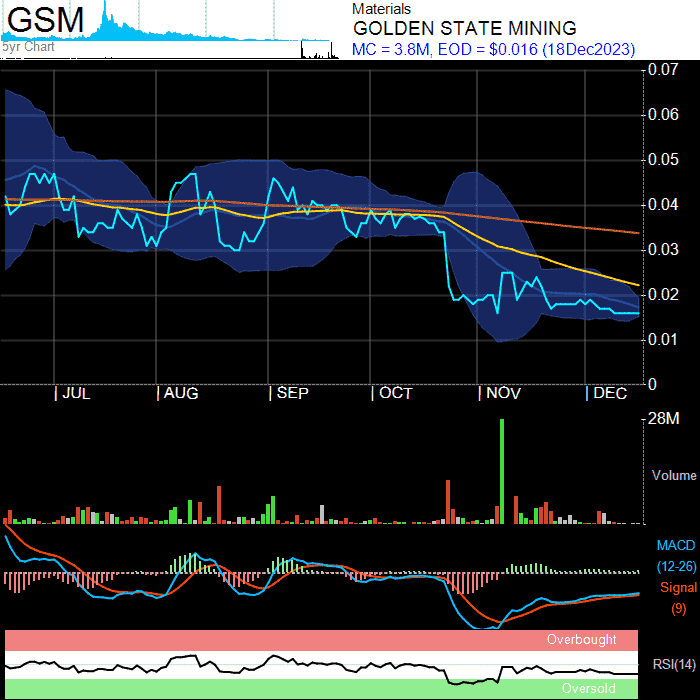 GSM
5yr Chart
Materials
GOLDEN STATE MINING
MC = 3.8M, EOD = $0.016 (18Dec2023)
0.07
0.06
0.05
0.04
0.03
0.02
0.01
0
JUL AUG SEP OCT NOV DEC
28M
Volume
MACD
(12-26)
Signal
(9)
Overbought
RSI(14)
Oversold